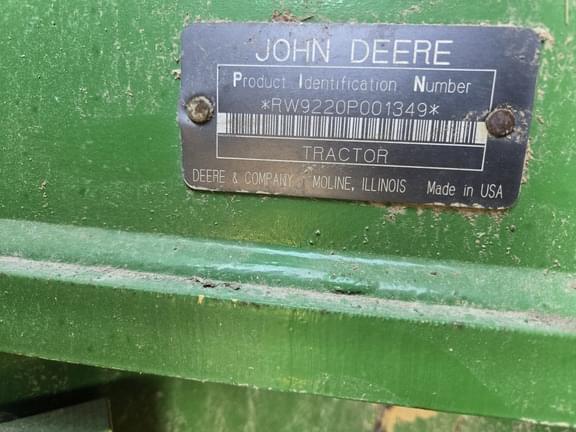 JOHN DEERE
Product Identification Number
*RW9220P001349*
TRACTOR
DEERE & COMPANY MOLINE, ILLINOIS Made in USA